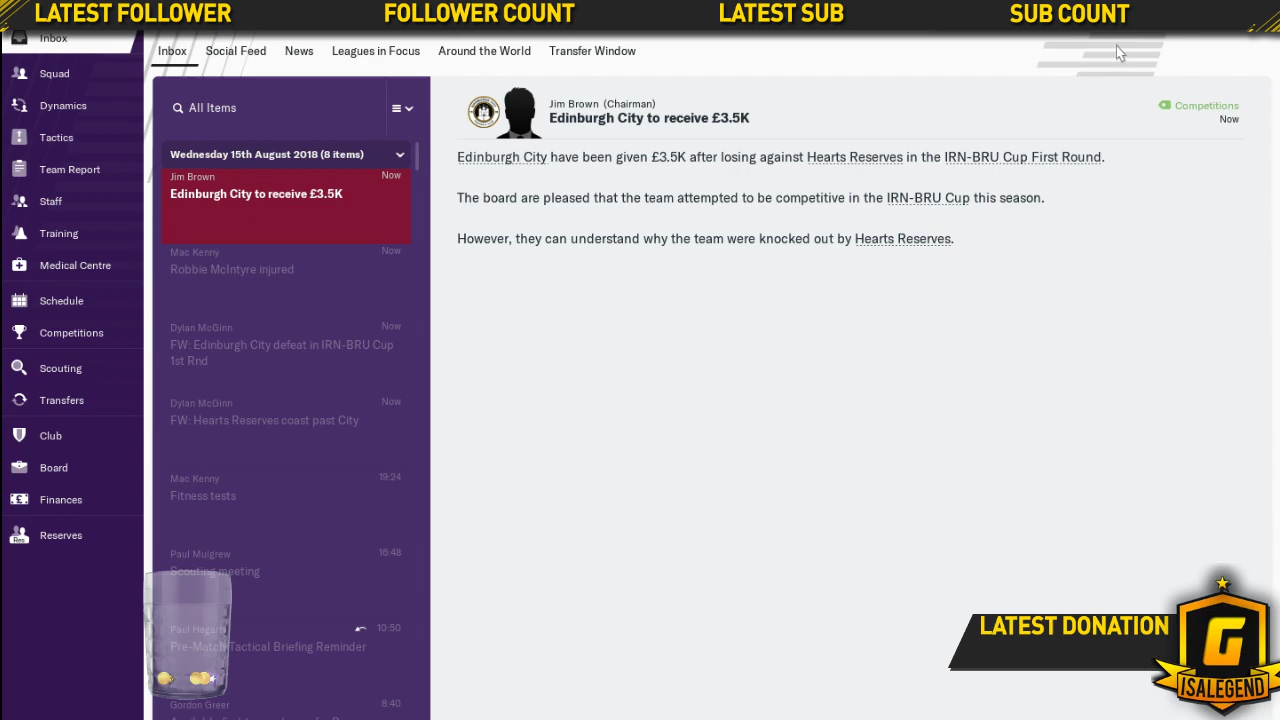 LATEST FOLLOWER FOLLOWER COUNT LATEST SUB SUB COUNT
Inbox
Squad
Dynamics
Tactics
Team Report
Staff
Training
Medical Centre
Schedule
Competitions
Scouting
Transfers
Club
Board
Finances
Res
Reserves
Inbox Social Feed News Leagues in Focus Around the World Transfer Window
All Items
Wednesday 15th August 2018 (8 items)
Jim Brown Now
Edinburgh City to receive £3.5K
Mac Kenny Now
Robbie McIntyre injured
Dylan McGinn Now
FW: Edinburgh City defeat in IRN-BRU Cup
1st Rnd
Dylan McGinn Now
FW: Hearts Reserves coast past City
Mac Kenny 19:24
Fitness tests
Paul Mulgrew 16:48
Scouting meeting
Paul Hagart 10:50
Pre-Match Tactical Briefing Reminder
Gordon Greer 8:40
Jim Brown (Chairman)
Edinburgh City to receive £3.5K
Competitions
Now
Edinburgh City have been given £3.5K after losing against Hearts Reserves in the IRN-BRU Cup First Round.
The board are pleased that the team attempted to be competitive in the IRN-BRU Cup this season.
However, they can understand why the team were knocked out by Hearts Reserves.
LATEST DONATION
G
ISALEGEND